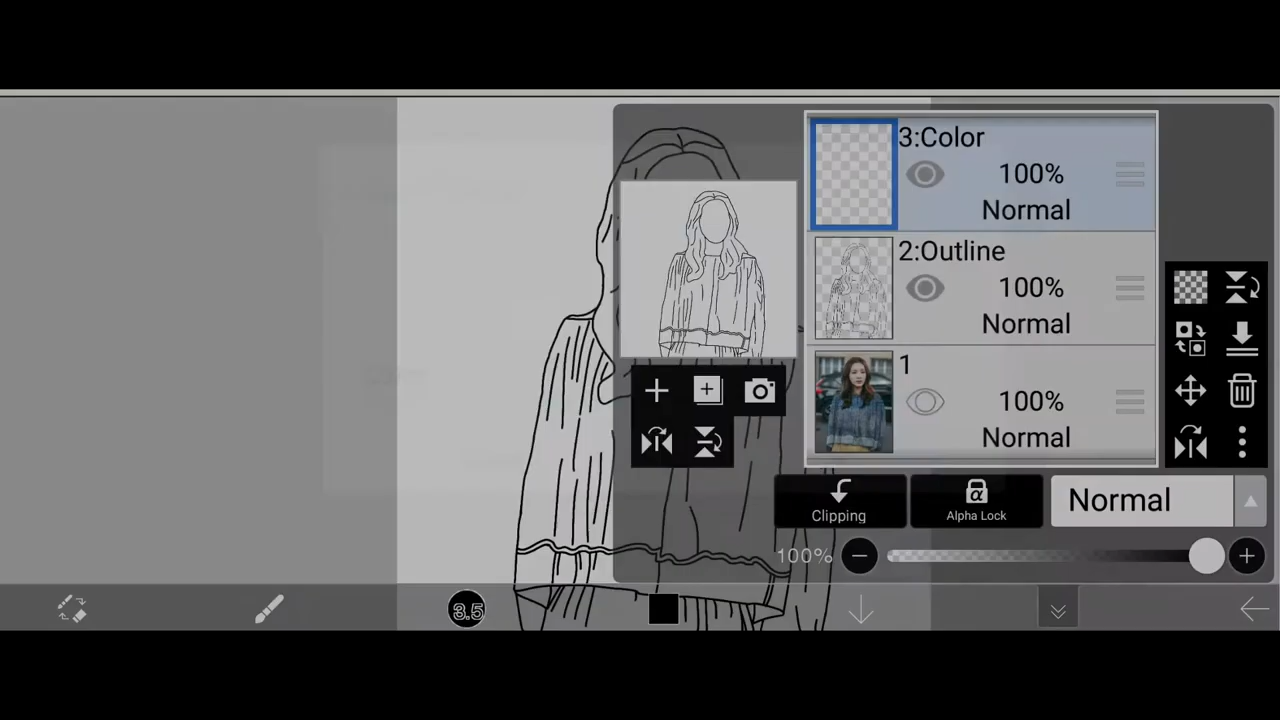 3:Color
100%
Normal
2:Outline
100%
Normal
1
100%
Normal
Clipping
α
Alpha Lock
Normal
100%
3.5